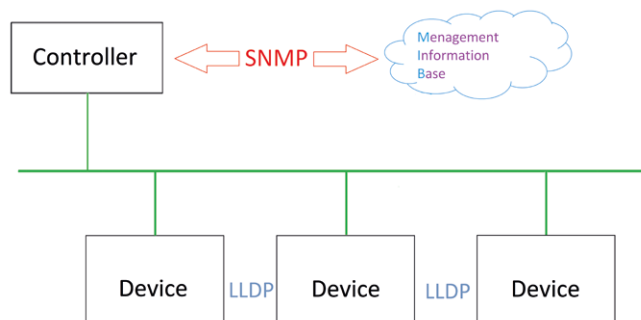 Controller
SNMP
Menagement
Information
Base
Device
LLDP
Device
LLDP
Device